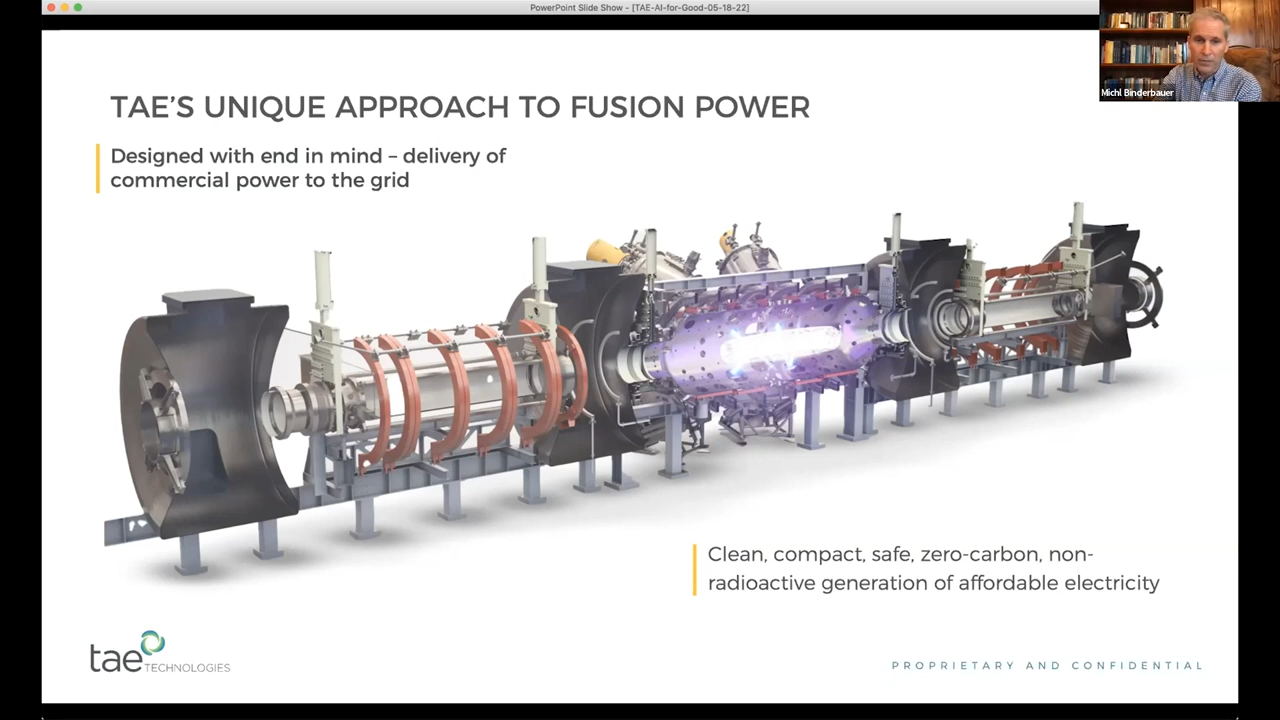 PowerPoint Slide Show - [TAE-AI-for-Good-05-18-22]
Michl Binderbauer
TAE'S UNIQUE APPROACH TO FUSION POWER
Designed with end in mind – delivery of
commercial power to the grid
Clean, compact, safe, zero-carbon, non-
radioactive generation of affordable electricity
tae TECHNOLOGIES
PROPRIETARY AND CONFIDENTIAL